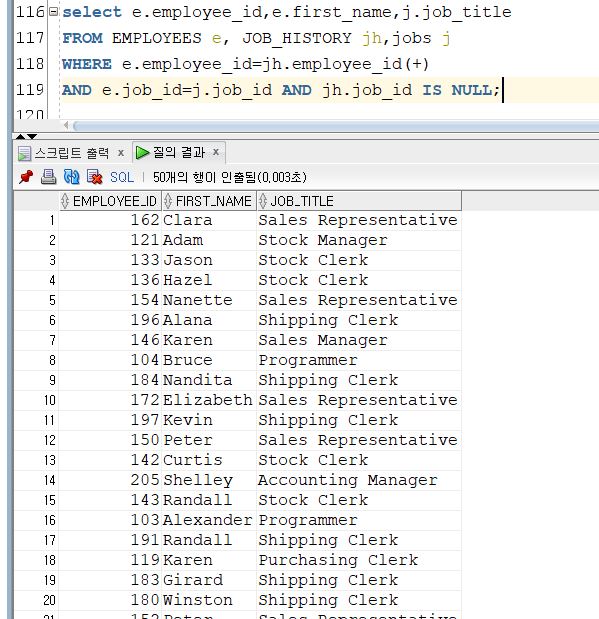 116 select e.employee_id,e.first_name,j.job_title
117 FROM EMPLOYEES e, JOB_HISTORY jh,jobs j
118 WHERE e.employee_id=jh.employee_id(+)
119 AND e.job_id=j.job_id AND jh.job_id IS NULL;
120
스크립트 출력 x 질의 결과 x
SQL | 50개의 행이 인출됨(0,003초)
EMPLOYEE_ID FIRST_NAME JOB_TITLE
1 162 Clara Sales Representative
2 121 Adam Stock Manager
3 133 Jason Stock Clerk
4 136 Hazel Stock Clerk
5 154 Nanette Sales Representative
6 196 Alana Shipping Clerk
7 146 Karen Sales Manager
8 104 Bruce Programmer
9 184 Nandita Shipping Clerk
10 172 Elizabeth Sales Representative
11 197 Kevin Shipping Clerk
12 150 Peter Sales Representative
13 142 Curtis Stock Clerk
14 205 Shelley Accounting Manager
15 143 Randall Stock Clerk
16 103 Alexander Programmer
17 191 Randall Shipping Clerk
18 119 Karen Purchasing Clerk
19 183 Girard Shipping Clerk
20 180 Winston Shipping Clerk